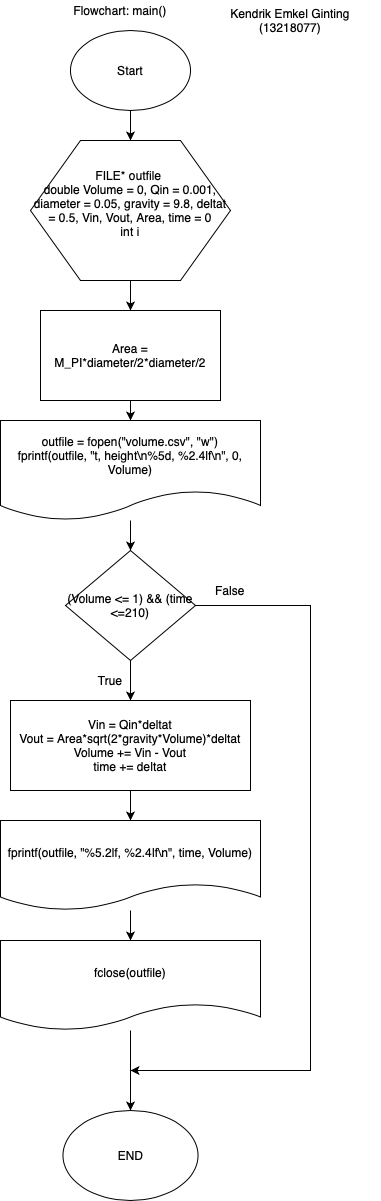 Flowchart: main()
Kendrik Emkel Ginting
(13218077)
Start
FILE* outfile
double Volume = 0, Qin = 0.001,
diameter = 0.05, gravity = 9.8, deltat
= 0.5, Vin, Vout, Area, time = 0
int i
Area =
M_PI*diameter/2*diameter/2
outfile = fopen("volume.csv", "w")
fprintf(outfile, "t, height\n%5d, %2.4lf\n", 0,
Volume)
(Volume <= 1) && (time
<=210)
False
True
Vin = Qin*deltat
Vout = Area*sqrt(2*gravity*Volume)*deltat
Volume += Vin - Vout
time += deltat
fprintf(outfile, "%5.2lf, %2.4lf\n", time, Volume)
fclose(outfile)
END